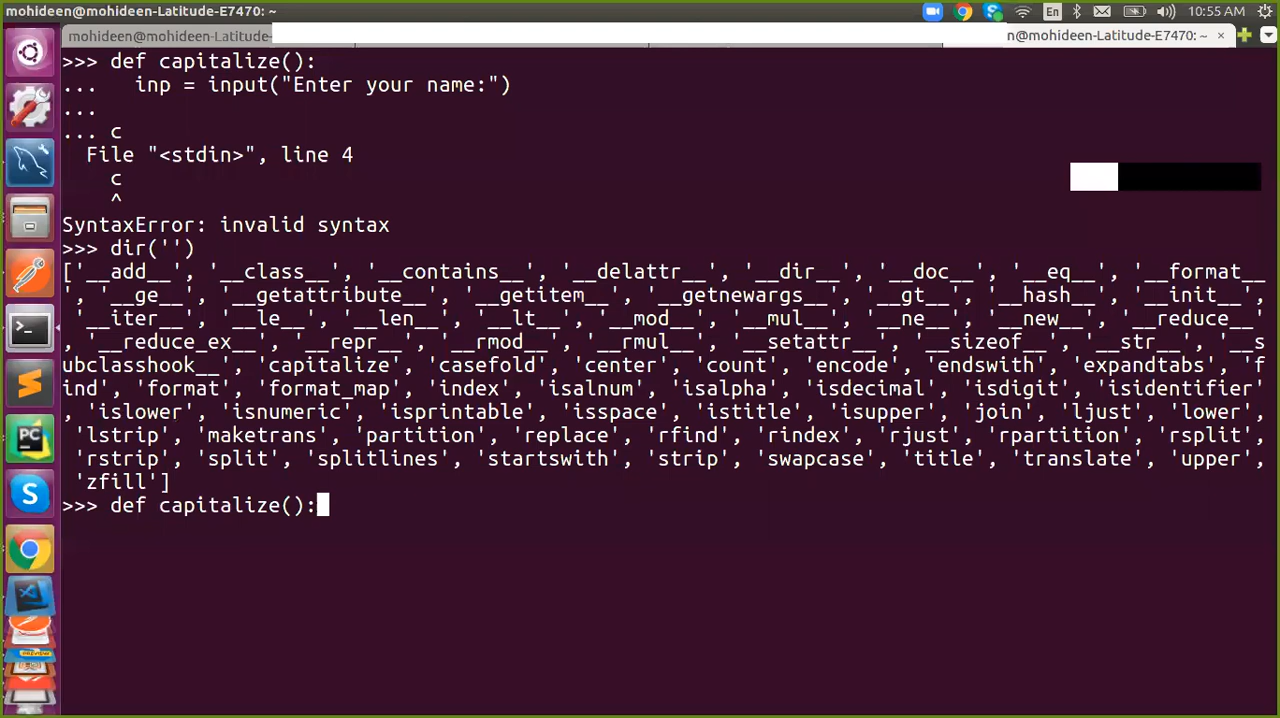 mohideen@mohideen-Latitude-E7470: ~
En
10:55 AM
mohideen@mohideen-Latitude-
n@mohideen-Latitude-E7470: ~ ×
>>> def capitalize():
...   inp = input("Enter your name:")
...
... c
  File "<stdin>", line 4
    c
    ^
SyntaxError: invalid syntax
>>> dir('')
['__add__', '__class__', '__contains__', '__delattr__', '__dir__', '__doc__', '__eq__', '__format__
', '__ge__', '__getattribute__', '__getitem__', '__getnewargs__', '__gt__', '__hash__', '__init__',
'__iter__', '__le__', '__len__', '__lt__', '__mod__', '__mul__', '__ne__', '__new__', '__reduce__'
, '__reduce_ex__', '__repr__', '__rmod__', '__rmul__', '__setattr__', '__sizeof__', '__str__', '__s
ubclasshook__', 'capitalize', 'casefold', 'center', 'count', 'encode', 'endswith', 'expandtabs', 'f
ind', 'format', 'format_map', 'index', 'isalnum', 'isalpha', 'isdecimal', 'isdigit', 'isidentifier'
, 'islower', 'isnumeric', 'isprintable', 'isspace', 'istitle', 'isupper', 'join', 'ljust', 'lower',
 'lstrip', 'maketrans', 'partition', 'replace', 'rfind', 'rindex', 'rjust', 'rpartition', 'rsplit',
 'rstrip', 'split', 'splitlines', 'startswith', 'strip', 'swapcase', 'title', 'translate', 'upper',
 'zfill']
>>> def capitalize():
PC